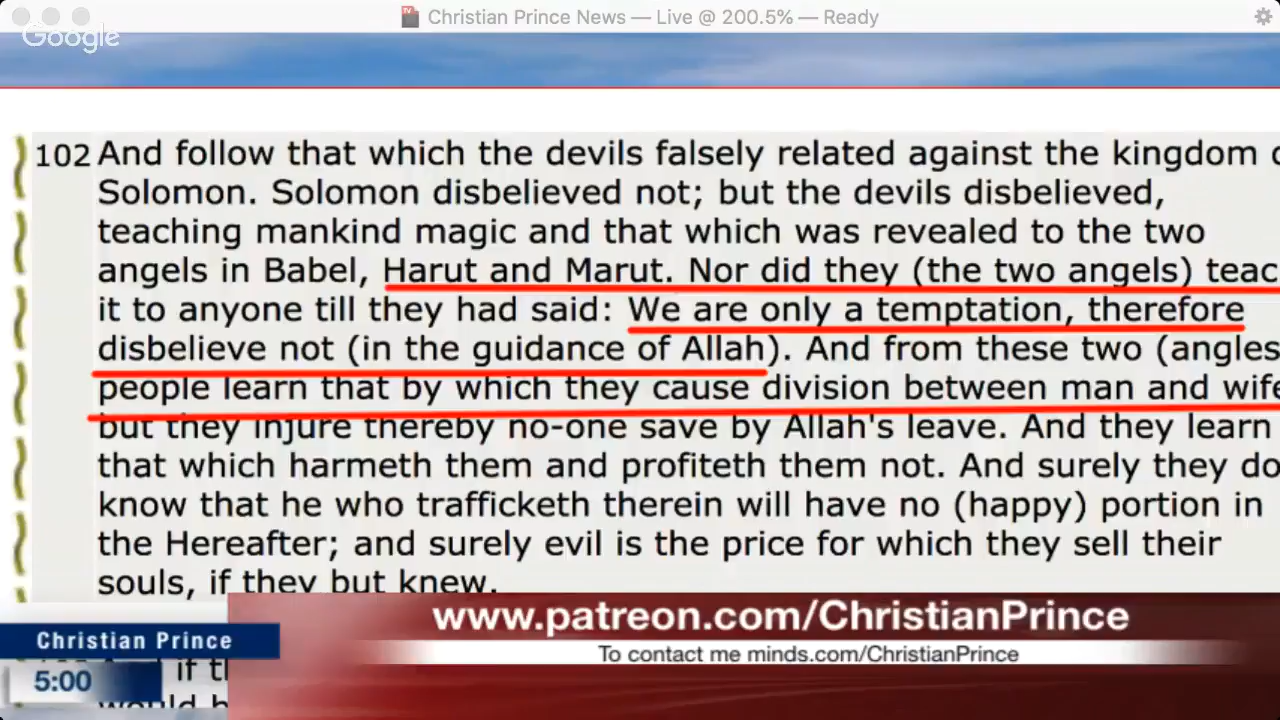 Christian Prince News — Live @ 200.5% — Ready
Google
102 And follow that which the devils falsely related against the kingdom
Solomon. Solomon disbelieved not; but the devils disbelieved,
teaching mankind magic and that which was revealed to the two
angels in Babel, Harut and Marut. Nor did they (the two angels) teac
it to anyone till they had said: We are only a temptation, therefore
disbelieve not (in the guidance of Allah). And from these two (angles
people learn that by which they cause division between man and wife
but they injure thereby no-one save by Allah's leave. And they learn
that which harmeth them and profiteth them not. And surely they do
know that he who trafficketh therein will have no (happy) portion in
the Hereafter; and surely evil is the price for which they sell their
souls, if they but knew.
www.patreon.com/ChristianPrince
Christian Prince
To contact me minds.com/ChristianPrince
if
5:00
would